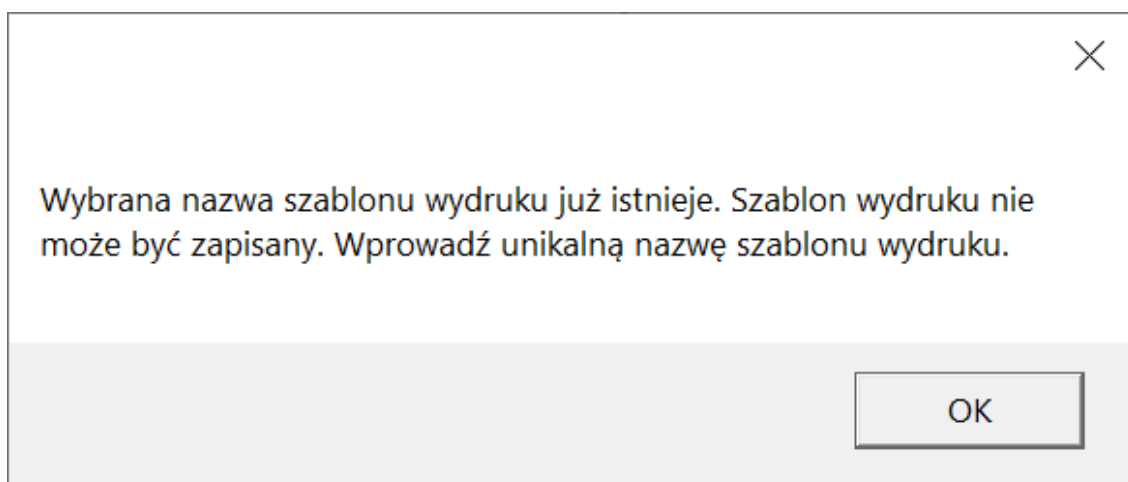 Wybrana nazwa szablonu wydruku już istnieje. Szablon wydruku nie
może być zapisany. Wprowadź unikalną nazwę szablonu wydruku.
OK